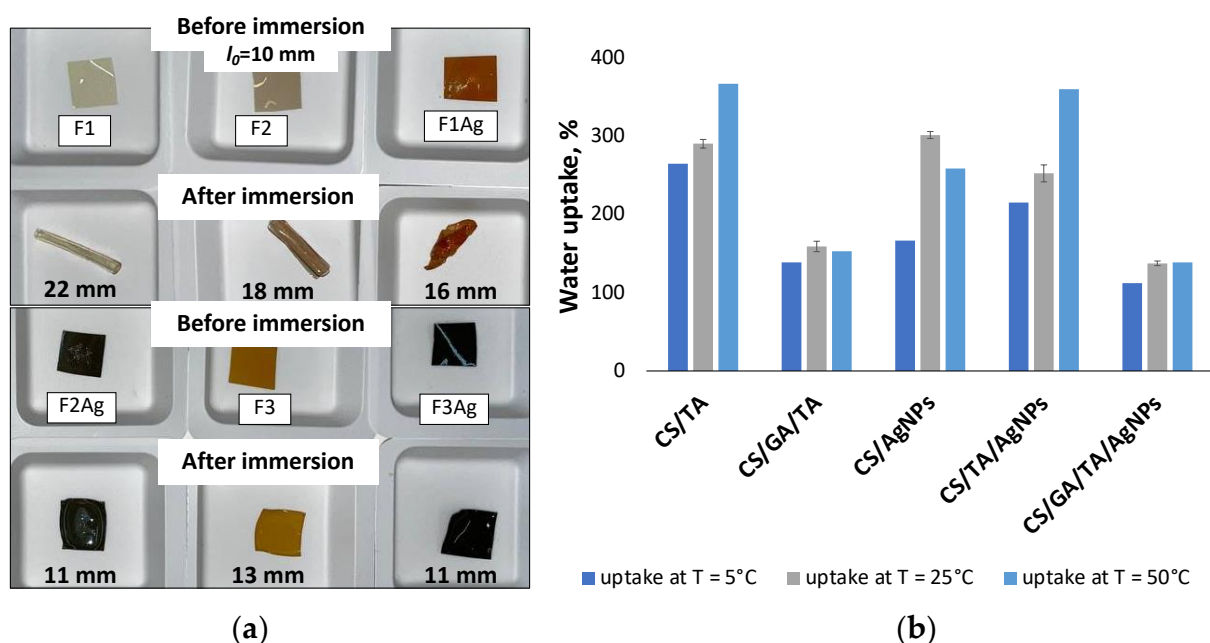 Before immersion
l₀=10 mm
F1
F2
F1Ag
After immersion
22 mm
18 mm
16 mm
Before immersion
F2Ag
F3
F3Ag
After immersion
11 mm
13 mm
11 mm
(a)
Water uptake, %
400
300
200
100
0
CS/TA
CS/GA/TA
CS/AgNPs
CS/TA/AgNPs
CS/GA/TA/AgNPs
uptake at T = 5°C
uptake at T = 25°C
uptake at T = 50°C
(b)